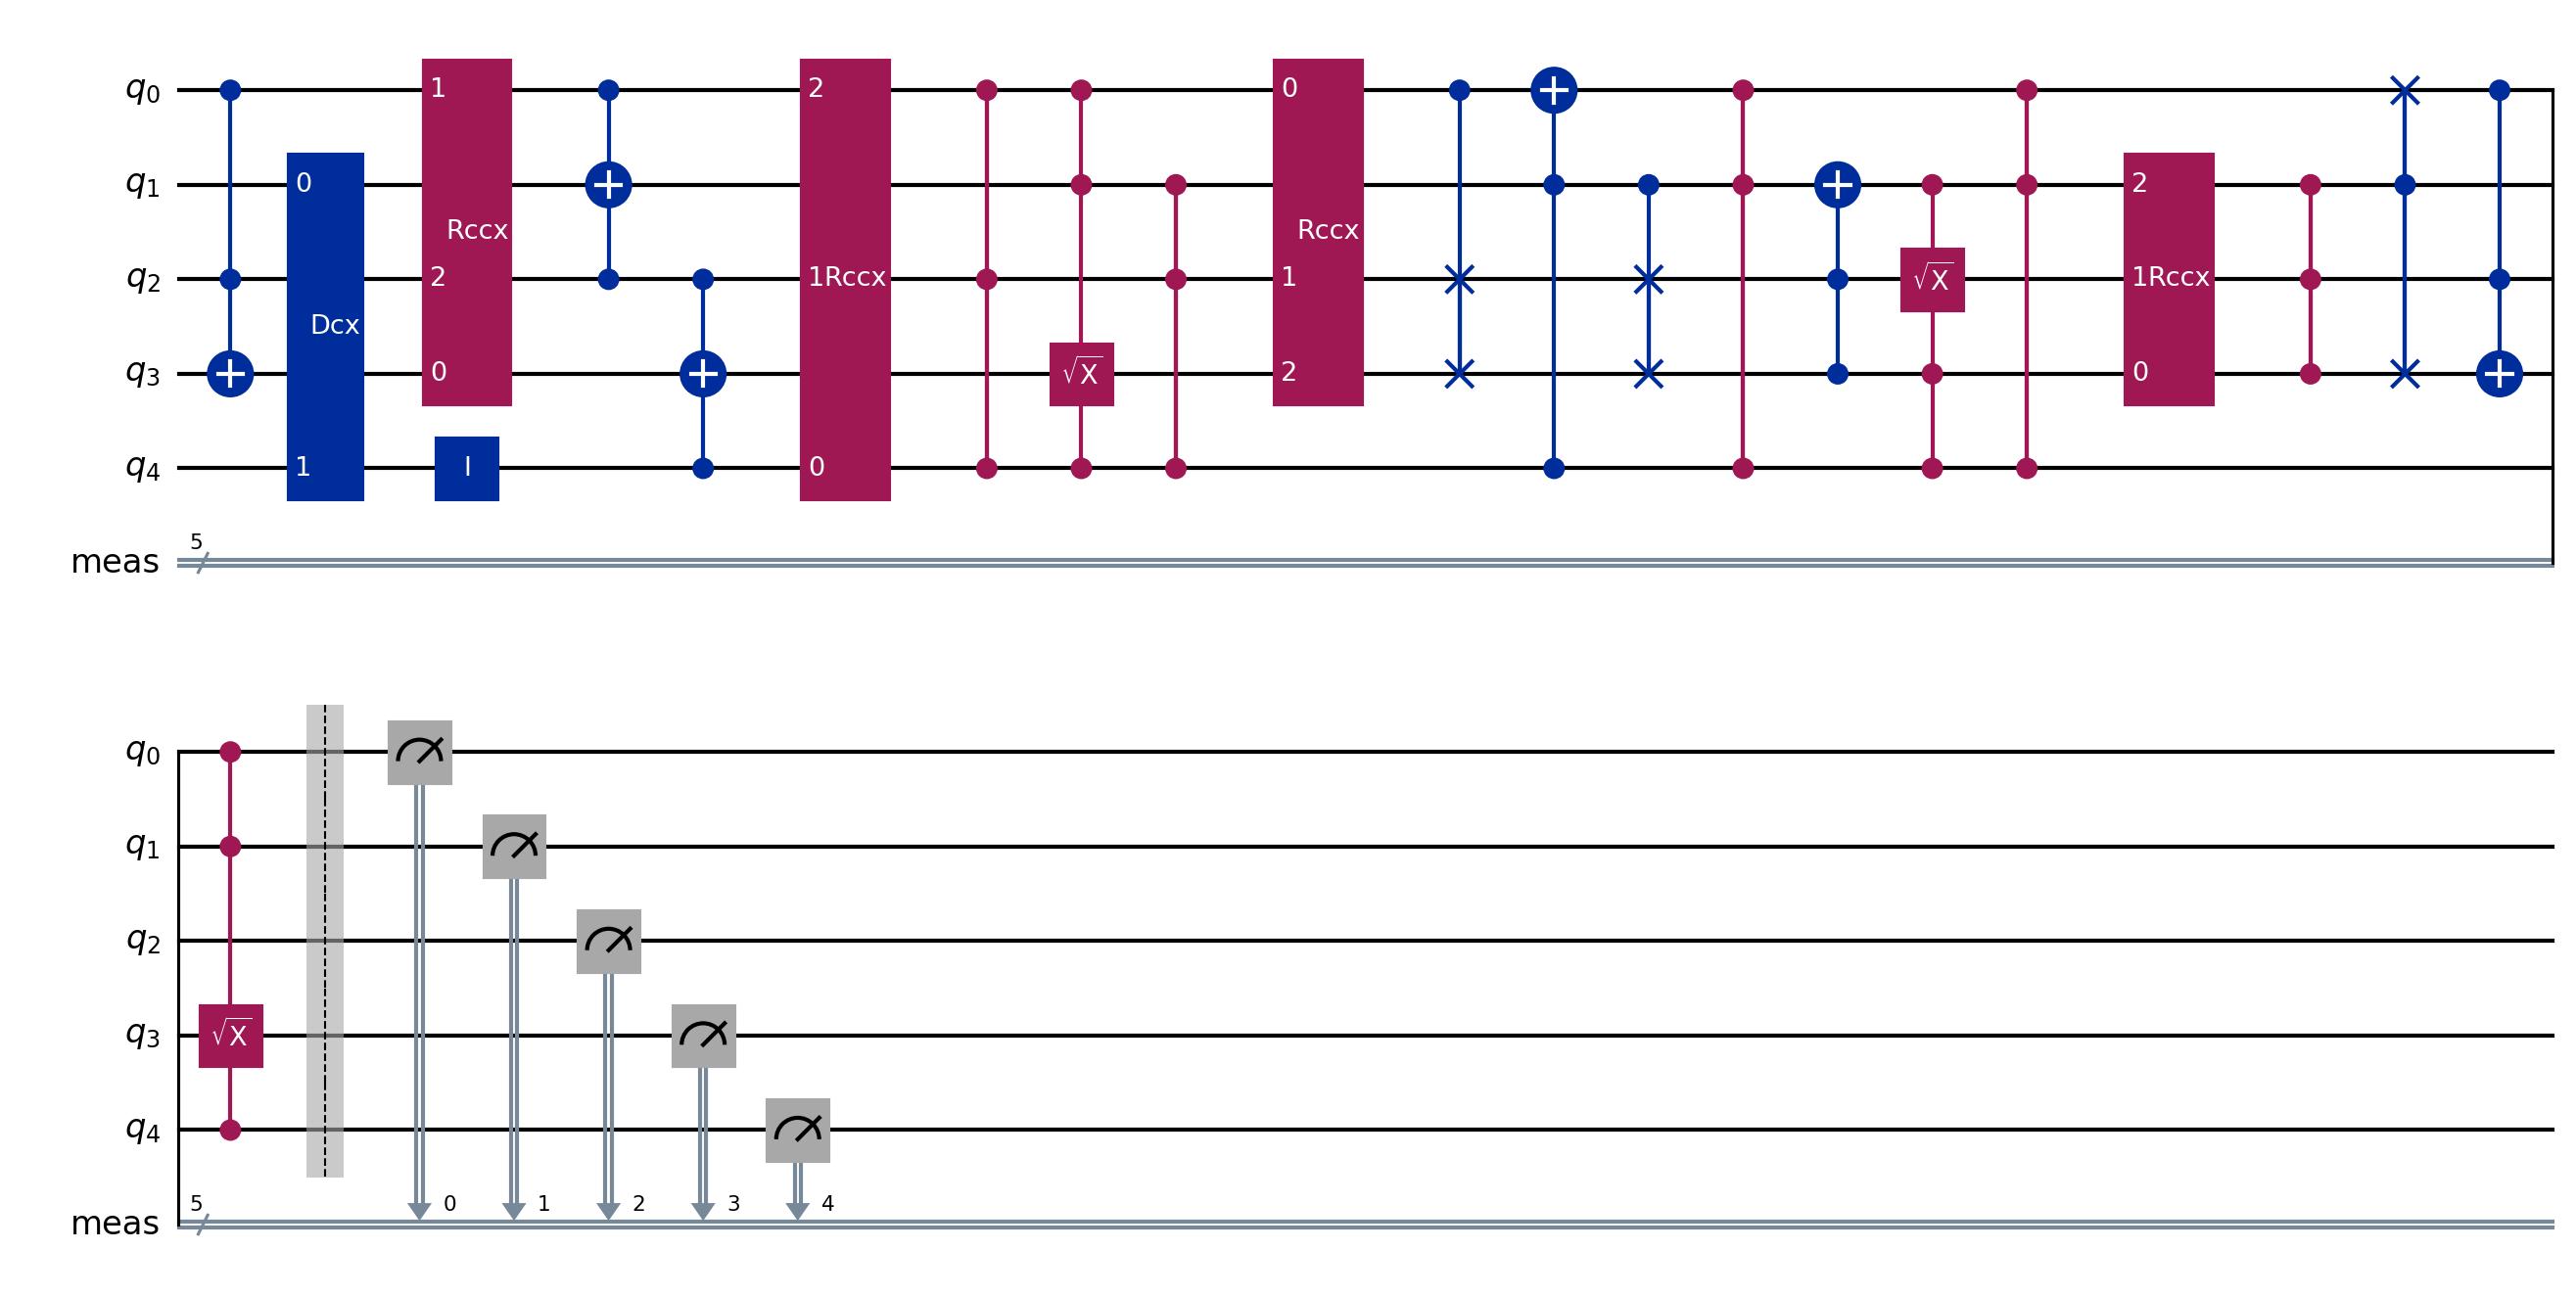 q0 1 2 0 2
q1 0 2
Rccx Rccx
q2 2 1Rccx 1 √X 1Rccx
Dcx
q3 0 √X 2 0
q4 1 I 0
5
meas
q0
q1
q2
q3 √X
q4
5 0 1 2 3 4
meas